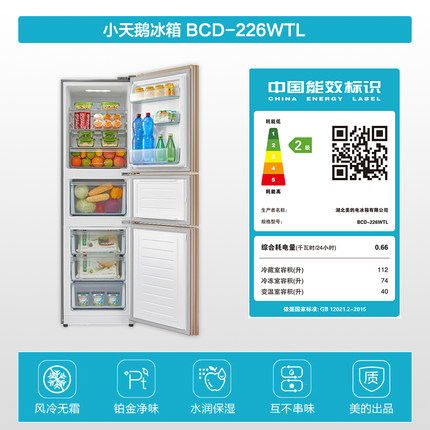 小天鹅冰箱 BCD-226WTL
中国能效标识
CHINA ENERGY LABEL
耗能低
1
2
3
4
5
2级
耗能高
生产者名称 湖北美的电冰箱有限公司
规格型号: BCD-226WTL
综合耗电量(千瓦时/24小时) 0.66
冷藏室容积(升) 112
冷冻室容积(升) 74
变温室容积(升) 40
依据国家标准: GB 12021.2-2015
Pt
质
风冷无霜
铂金净味
水润保湿
互不串味
美的出品